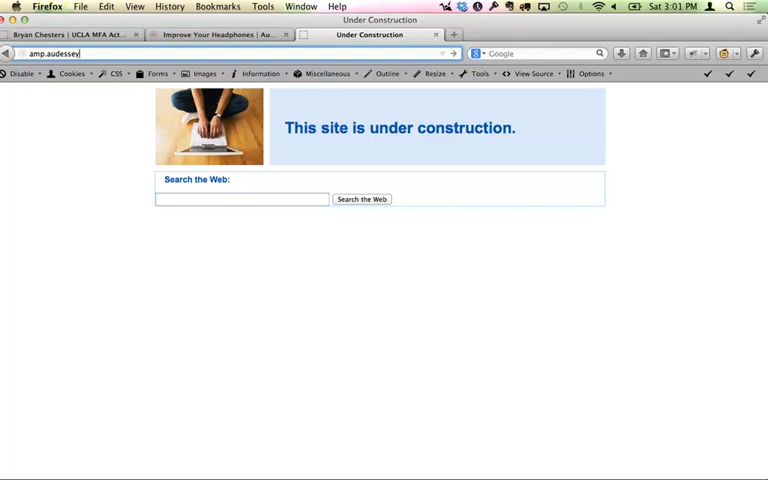 Firefox File Edit View History Bookmarks Tools Window Help Sat 3:01 PM
Under Construction
Bryan Chesters | UCLA MFA Act... Improve Your Headphones | Au... Under Construction
amp.audessey Google
Disable Cookies CSS Forms Images Information Miscellaneous Outline Resize Tools View Source Options
This site is under construction.
Search the Web:
Search the Web